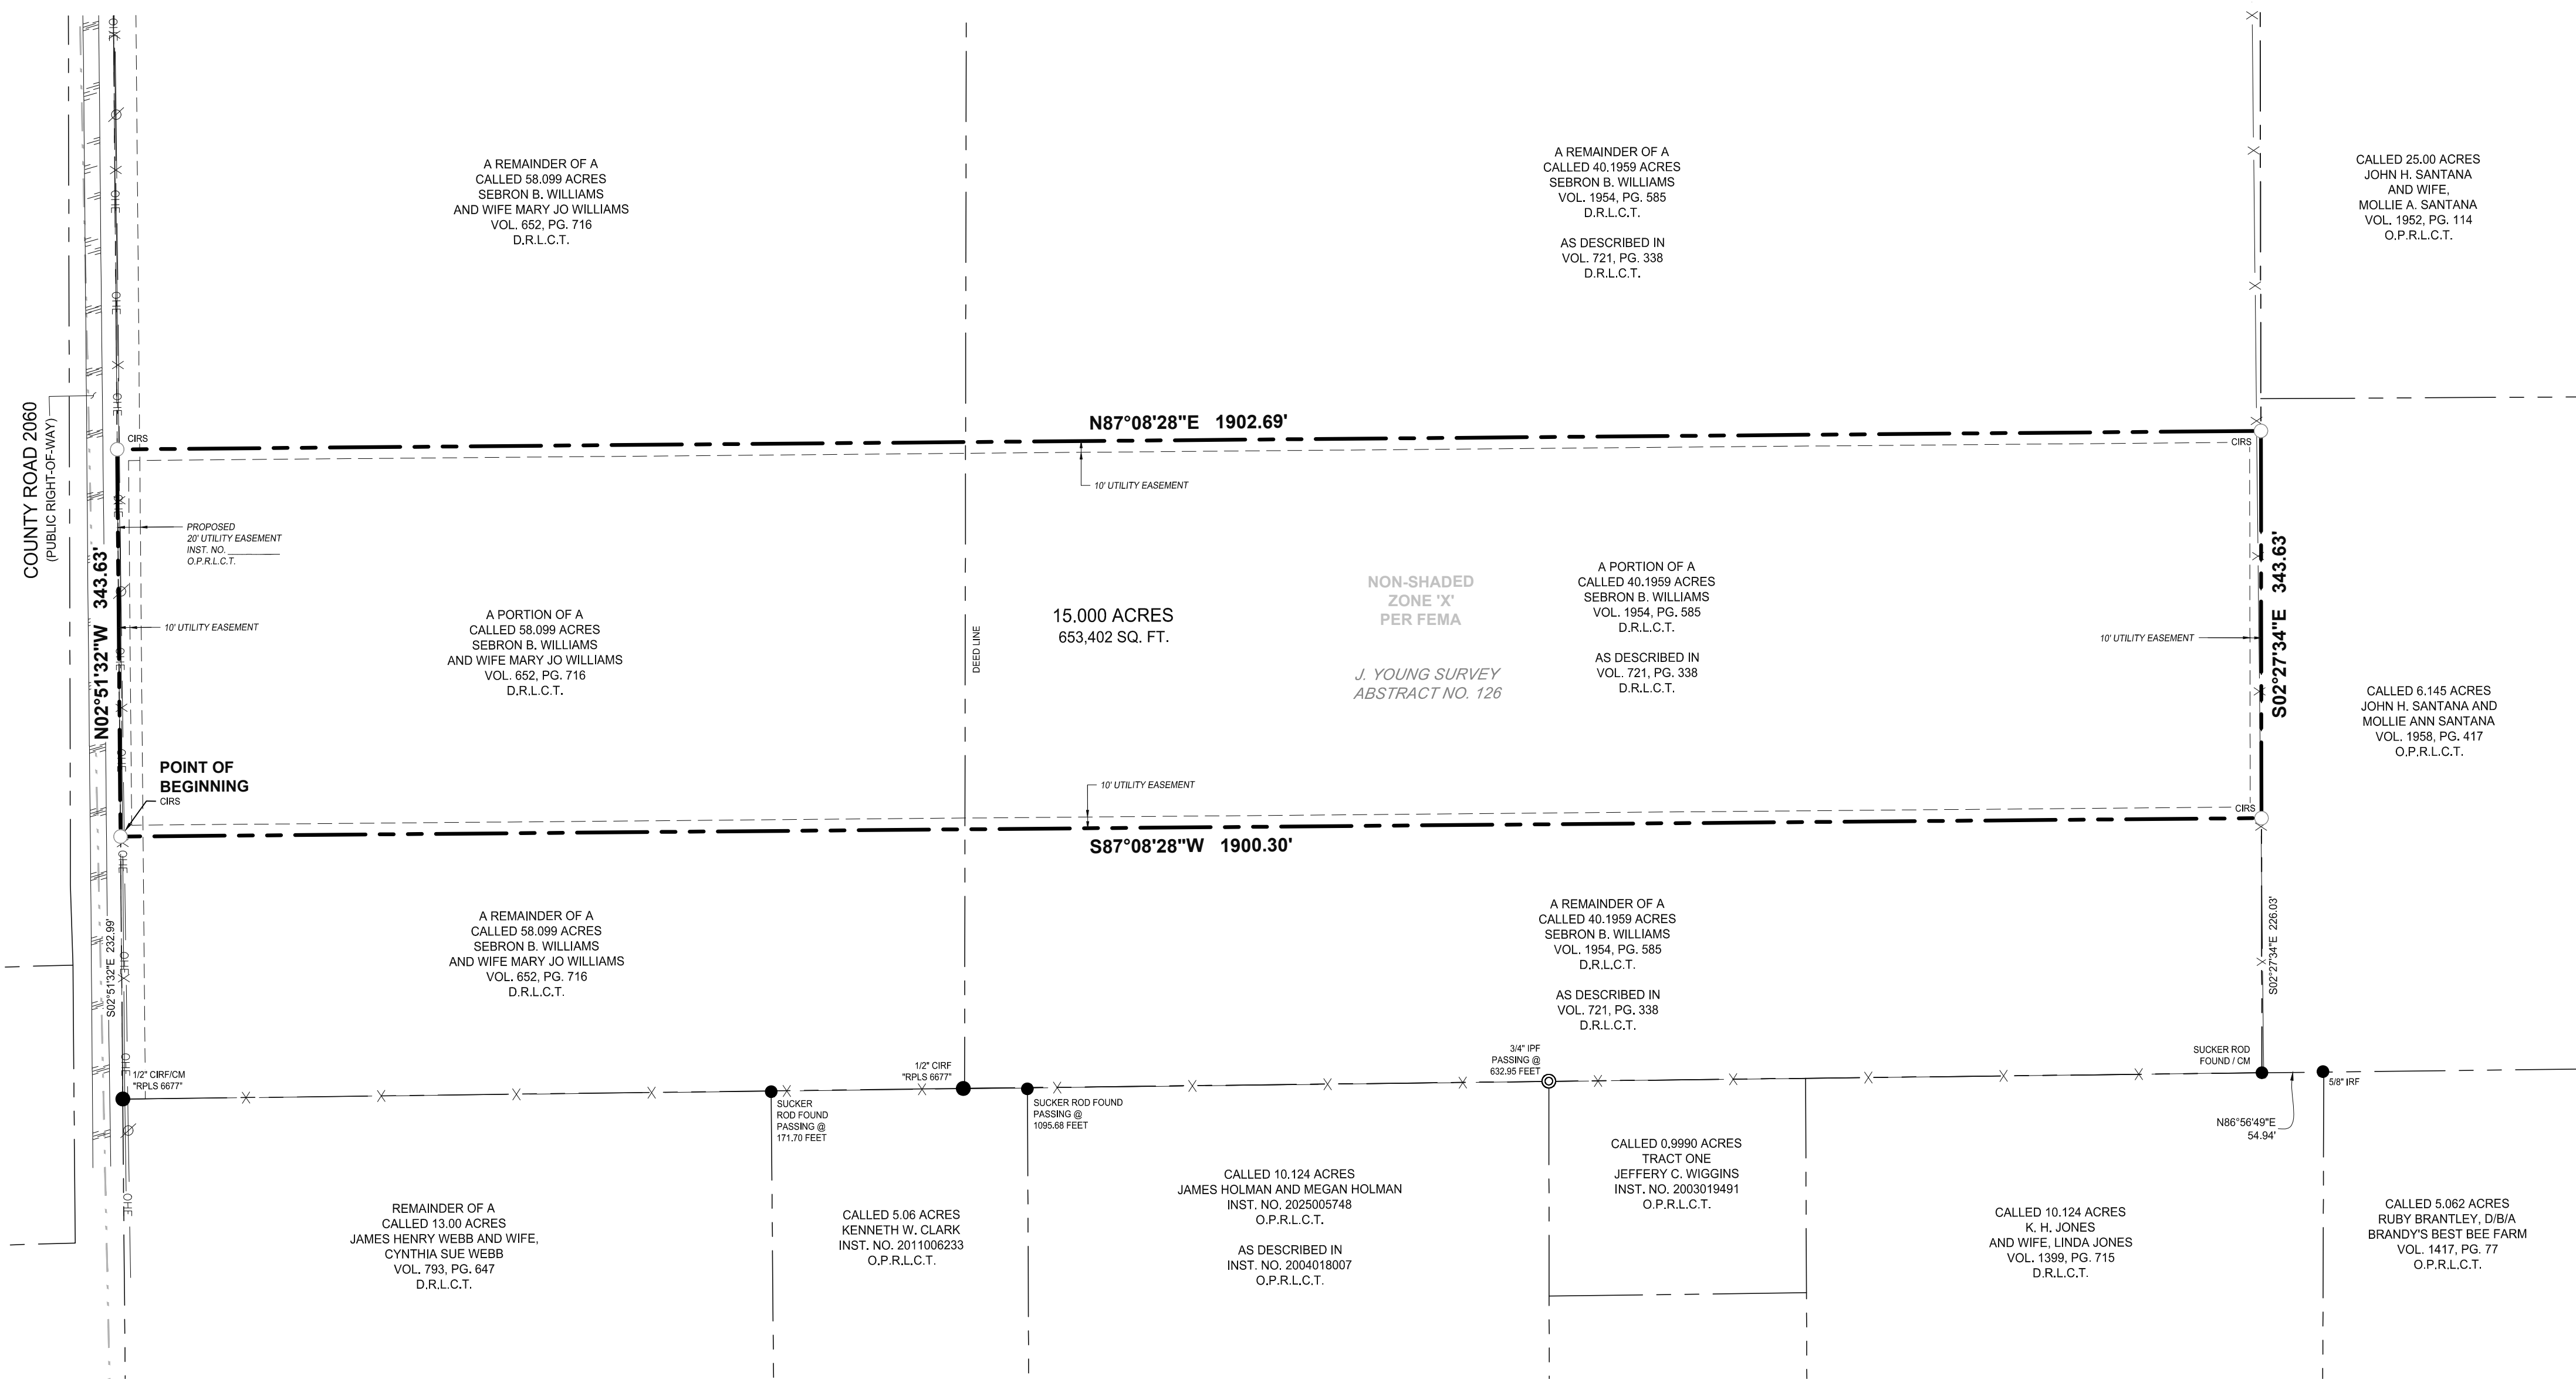 A REMAINDER OF A
CALLED 58.099 ACRES
SEBRON B. WILLIAMS
AND WIFE MARY JO WILLIAMS
VOL. 652, PG. 716
D.R.L.C.T.
A REMAINDER OF A
CALLED 40.1959 ACRES
SEBRON B. WILLIAMS
VOL. 1954, PG. 585
D.R.L.C.T.
AS DESCRIBED IN
VOL. 721, PG. 338
D.R.L.C.T.
CALLED 25.00 ACRES
JOHN H. SANTANA
AND WIFE,
MOLLIE A. SANTANA
VOL. 1952, PG. 114
O.P.R.L.C.T.
COUNTY ROAD 2060
(PUBLIC RIGHT-OF-WAY)
OHE
OHE
OHE
OHE
CIRS
N87°08'28"E 1902.69'
CIRS
10' UTILITY EASEMENT
OHE
PROPOSED
20' UTILITY EASEMENT
INST. NO. __________
O.P.R.L.C.T.
N02°51'32"W 343.63'
10' UTILITY EASEMENT
OHE
OHE
A PORTION OF A
CALLED 58.099 ACRES
SEBRON B. WILLIAMS
AND WIFE MARY JO WILLIAMS
VOL. 652, PG. 716
D.R.L.C.T.
DEED LINE
15.000 ACRES
653,402 SQ. FT.
NON-SHADED
ZONE 'X'
PER FEMA
J. YOUNG SURVEY
ABSTRACT NO. 126
A PORTION OF A
CALLED 40.1959 ACRES
SEBRON B. WILLIAMS
VOL. 1954, PG. 585
D.R.L.C.T.
AS DESCRIBED IN
VOL. 721, PG. 338
D.R.L.C.T.
10' UTILITY EASEMENT
S02°27'34"E 343.63'
CALLED 6.145 ACRES
JOHN H. SANTANA AND
MOLLIE ANN SANTANA
VOL. 1958, PG. 417
O.P.R.L.C.T.
POINT OF
BEGINNING
CIRS
10' UTILITY EASEMENT
CIRS
S87°08'28"W 1900.30'
OHE
OHE
OHE
S02°51'32"E 232.99'
A REMAINDER OF A
CALLED 58.099 ACRES
SEBRON B. WILLIAMS
AND WIFE MARY JO WILLIAMS
VOL. 652, PG. 716
D.R.L.C.T.
A REMAINDER OF A
CALLED 40.1959 ACRES
SEBRON B. WILLIAMS
VOL. 1954, PG. 585
D.R.L.C.T.
AS DESCRIBED IN
VOL. 721, PG. 338
D.R.L.C.T.
S02°27'34"E 226.03'
1/2" CIRF/CM
"RPLS 6677"
SUCKER
ROD FOUND
PASSING @
171.70 FEET
1/2" CIRF
"RPLS 6677"
SUCKER ROD FOUND
PASSING @
1095.68 FEET
3/4" IPF
PASSING @
632.95 FEET
SUCKER ROD
FOUND / CM
5/8" IRF
N86°56'49"E
54.94'
OHE
REMAINDER OF A
CALLED 13.00 ACRES
JAMES HENRY WEBB AND WIFE,
CYNTHIA SUE WEBB
VOL. 793, PG. 647
D.R.L.C.T.
CALLED 5.06 ACRES
KENNETH W. CLARK
INST. NO. 2011006233
O.P.R.L.C.T.
CALLED 10.124 ACRES
JAMES HOLMAN AND MEGAN HOLMAN
INST. NO. 2025005748
O.P.R.L.C.T.
AS DESCRIBED IN
INST. NO. 2004018007
O.P.R.L.C.T.
CALLED 0.9990 ACRES
TRACT ONE
JEFFERY C. WIGGINS
INST. NO. 2003019491
O.P.R.L.C.T.
CALLED 10.124 ACRES
K. H. JONES
AND WIFE, LINDA JONES
VOL. 1399, PG. 715
D.R.L.C.T.
CALLED 5.062 ACRES
RUBY BRANTLEY, D/B/A
BRANDY'S BEST BEE FARM
VOL. 1417, PG. 77
O.P.R.L.C.T.